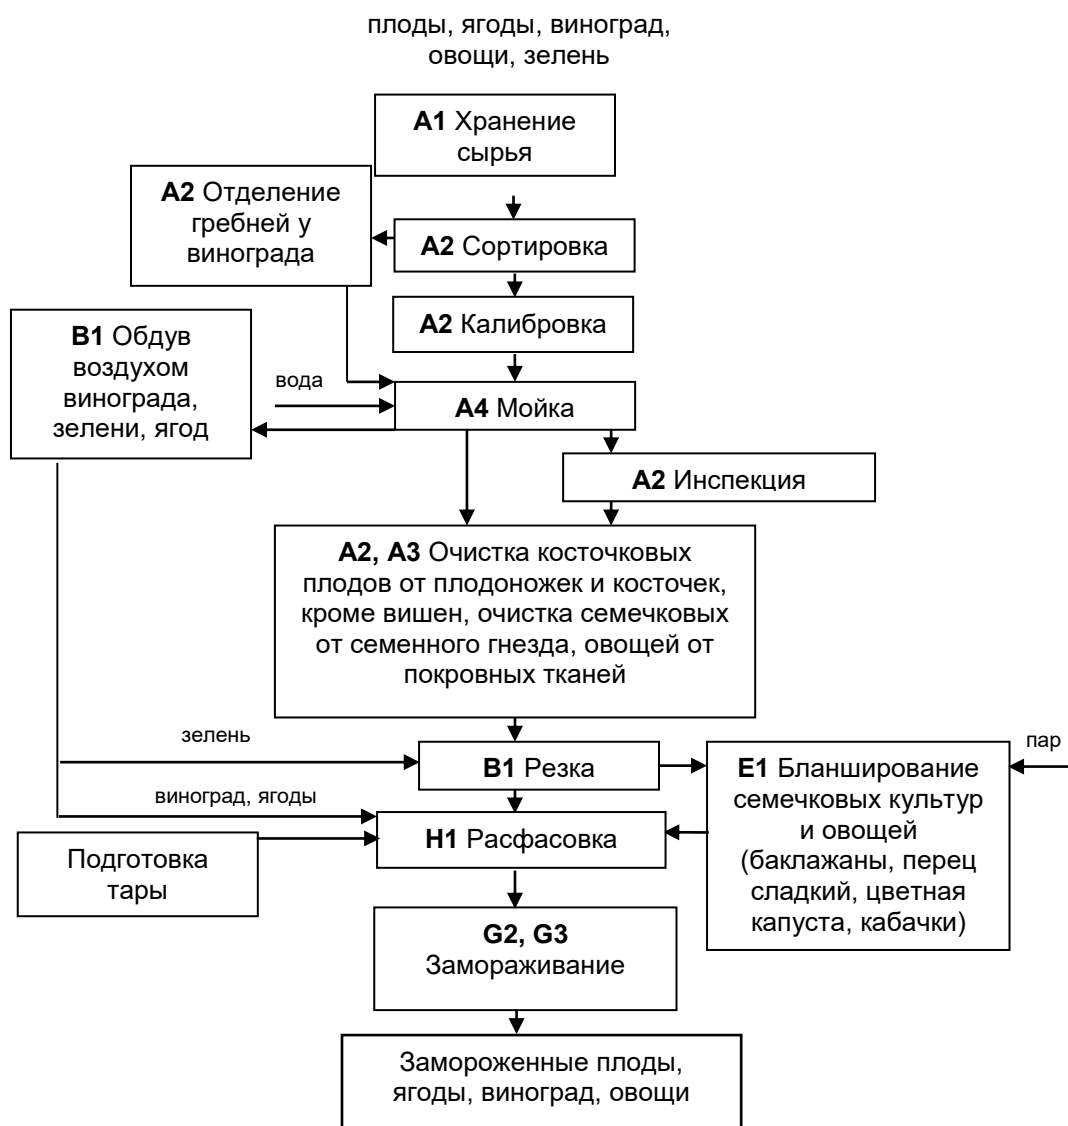 плоды, ягоды, виноград,
овощи, зелень
A1 Хранение
сырья
A2 Отделение
гребней у
винограда
A2 Сортировка
A2 Калибровка
B1 Обдув
воздухом
винограда,
зелени, ягод
вода
A4 Мойка
A2 Инспекция
A2, A3 Очистка косточковых
плодов от плодоножек и косточек,
кроме вишен, очистка семечковых
от семенного гнезда, овощей от
покровных тканей
зелень
B1 Резка
пар
E1 Бланширование
семечковых культур
и овощей
(баклажаны, перец
сладкий, цветная
капуста, кабачки)
виноград, ягоды
H1 Расфасовка
Подготовка
тары
G2, G3
Замораживание
Замороженные плоды,
ягоды, виноград, овощи